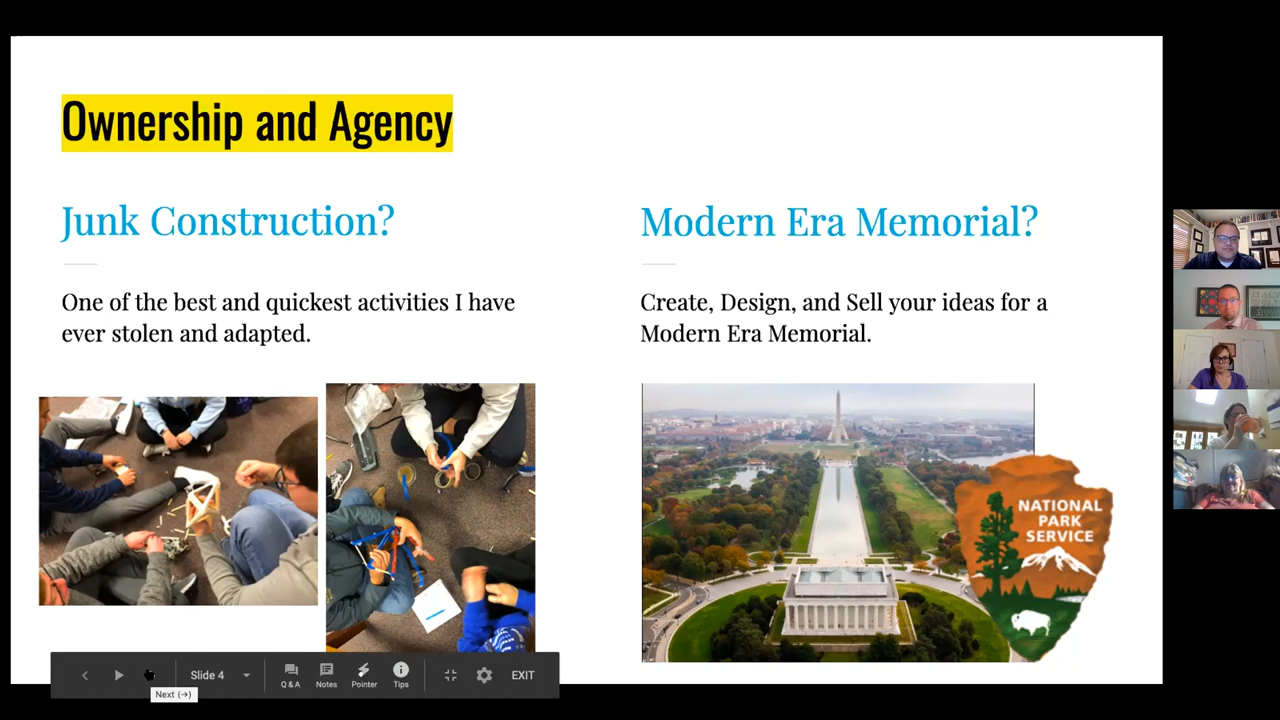 Ownership and Agency
Junk Construction?
One of the best and quickest activities I have
ever stolen and adapted.
Modern Era Memorial?
Create, Design, and Sell your ideas for a
Modern Era Memorial.
NATIONAL
PARK
SERVICE
Slide 4
Q & A
Notes
Pointer
Tips
EXIT
Next (→)